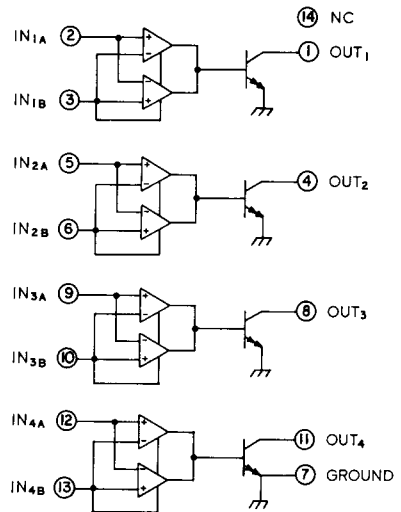 14 NC
IN1A 2 + − 1 OUT1
− +
IN1B 3
IN2A 5 + − 4 OUT2
− +
IN2B 6
IN3A 9 + − 8 OUT3
− +
IN3B 10
IN4A 12 + − 11 OUT4
− + 7 GROUND
IN4B 13